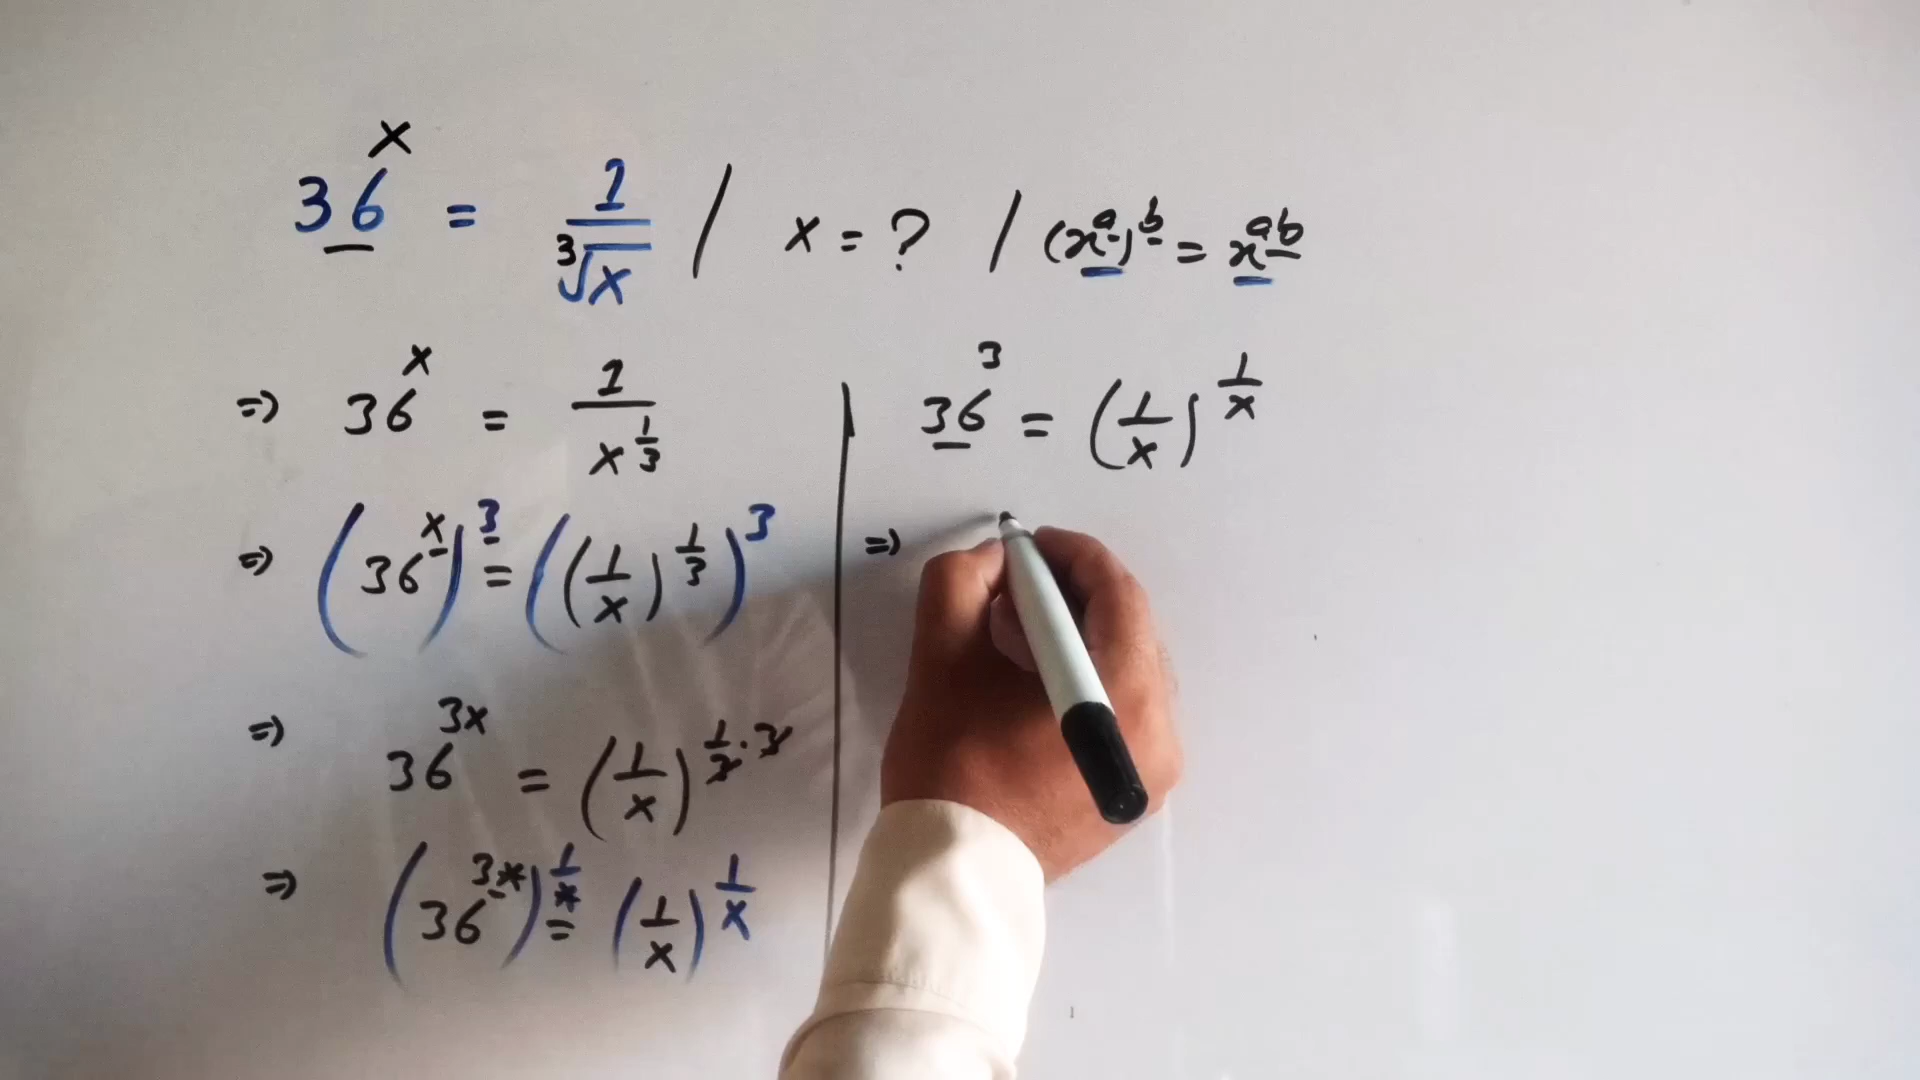 36^x = 1/∛x / x = ? / (x^a)^b = x^ab
⇒ 36^x = 1/x^(1/3)
⇒ (36^x)^3 = ((1/x)^(1/3))^3
⇒ 36^(3x) = (1/x)^(1/3 · 3)
⇒ (36^(3x))^(1/x) = (1/x)^(1/x)
36^3 = (1/x)^(1/x)
⇒